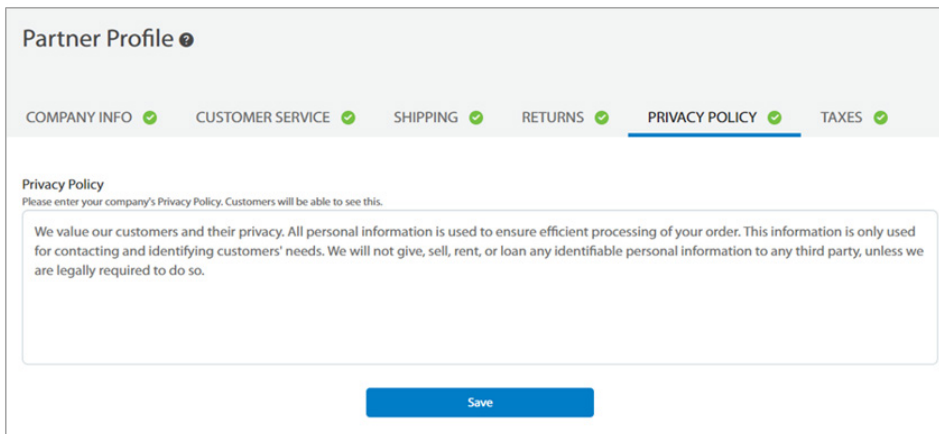 Partner Profile
COMPANY INFO
CUSTOMER SERVICE
SHIPPING
RETURNS
PRIVACY POLICY
TAXES
Privacy Policy
Please enter your company's Privacy Policy. Customers will be able to see this.
We value our customers and their privacy. All personal information is used to ensure efficient processing of your order. This information is only used
for contacting and identifying customers' needs. We will not give, sell, rent, or loan any identifiable personal information to any third party, unless we
are legally required to do so.
Save